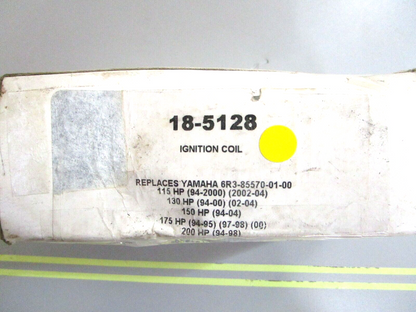 18-5128
IGNITION COIL
REPLACES YAMAHA 6R3-85570-01-00
115 HP (94-2000) (2002-04)
130 HP (94-00) (02-04)
150 HP (94-04)
175 HP (94-95) (97-98) (00)
200 HP (94-98)